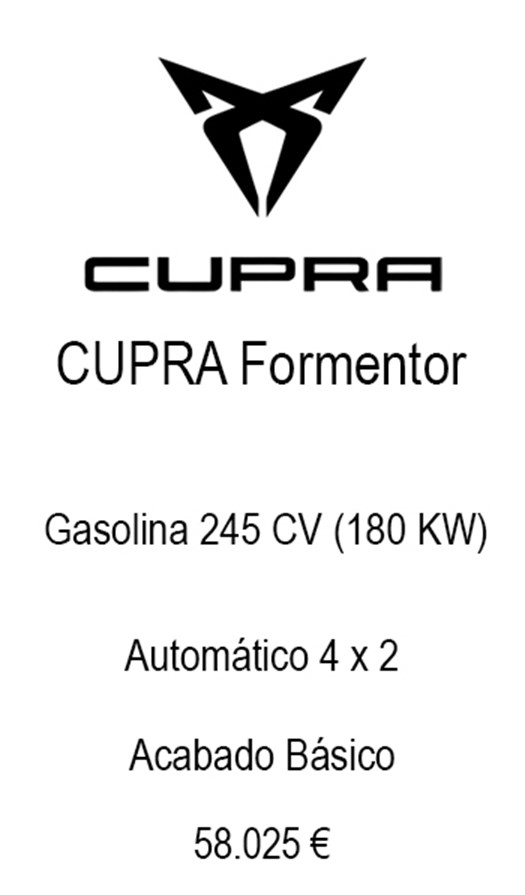 CUPRA
CUPRA Formentor
Gasolina 245 CV (180 KW)
Automático 4 x 2
Acabado Básico
58.025 €